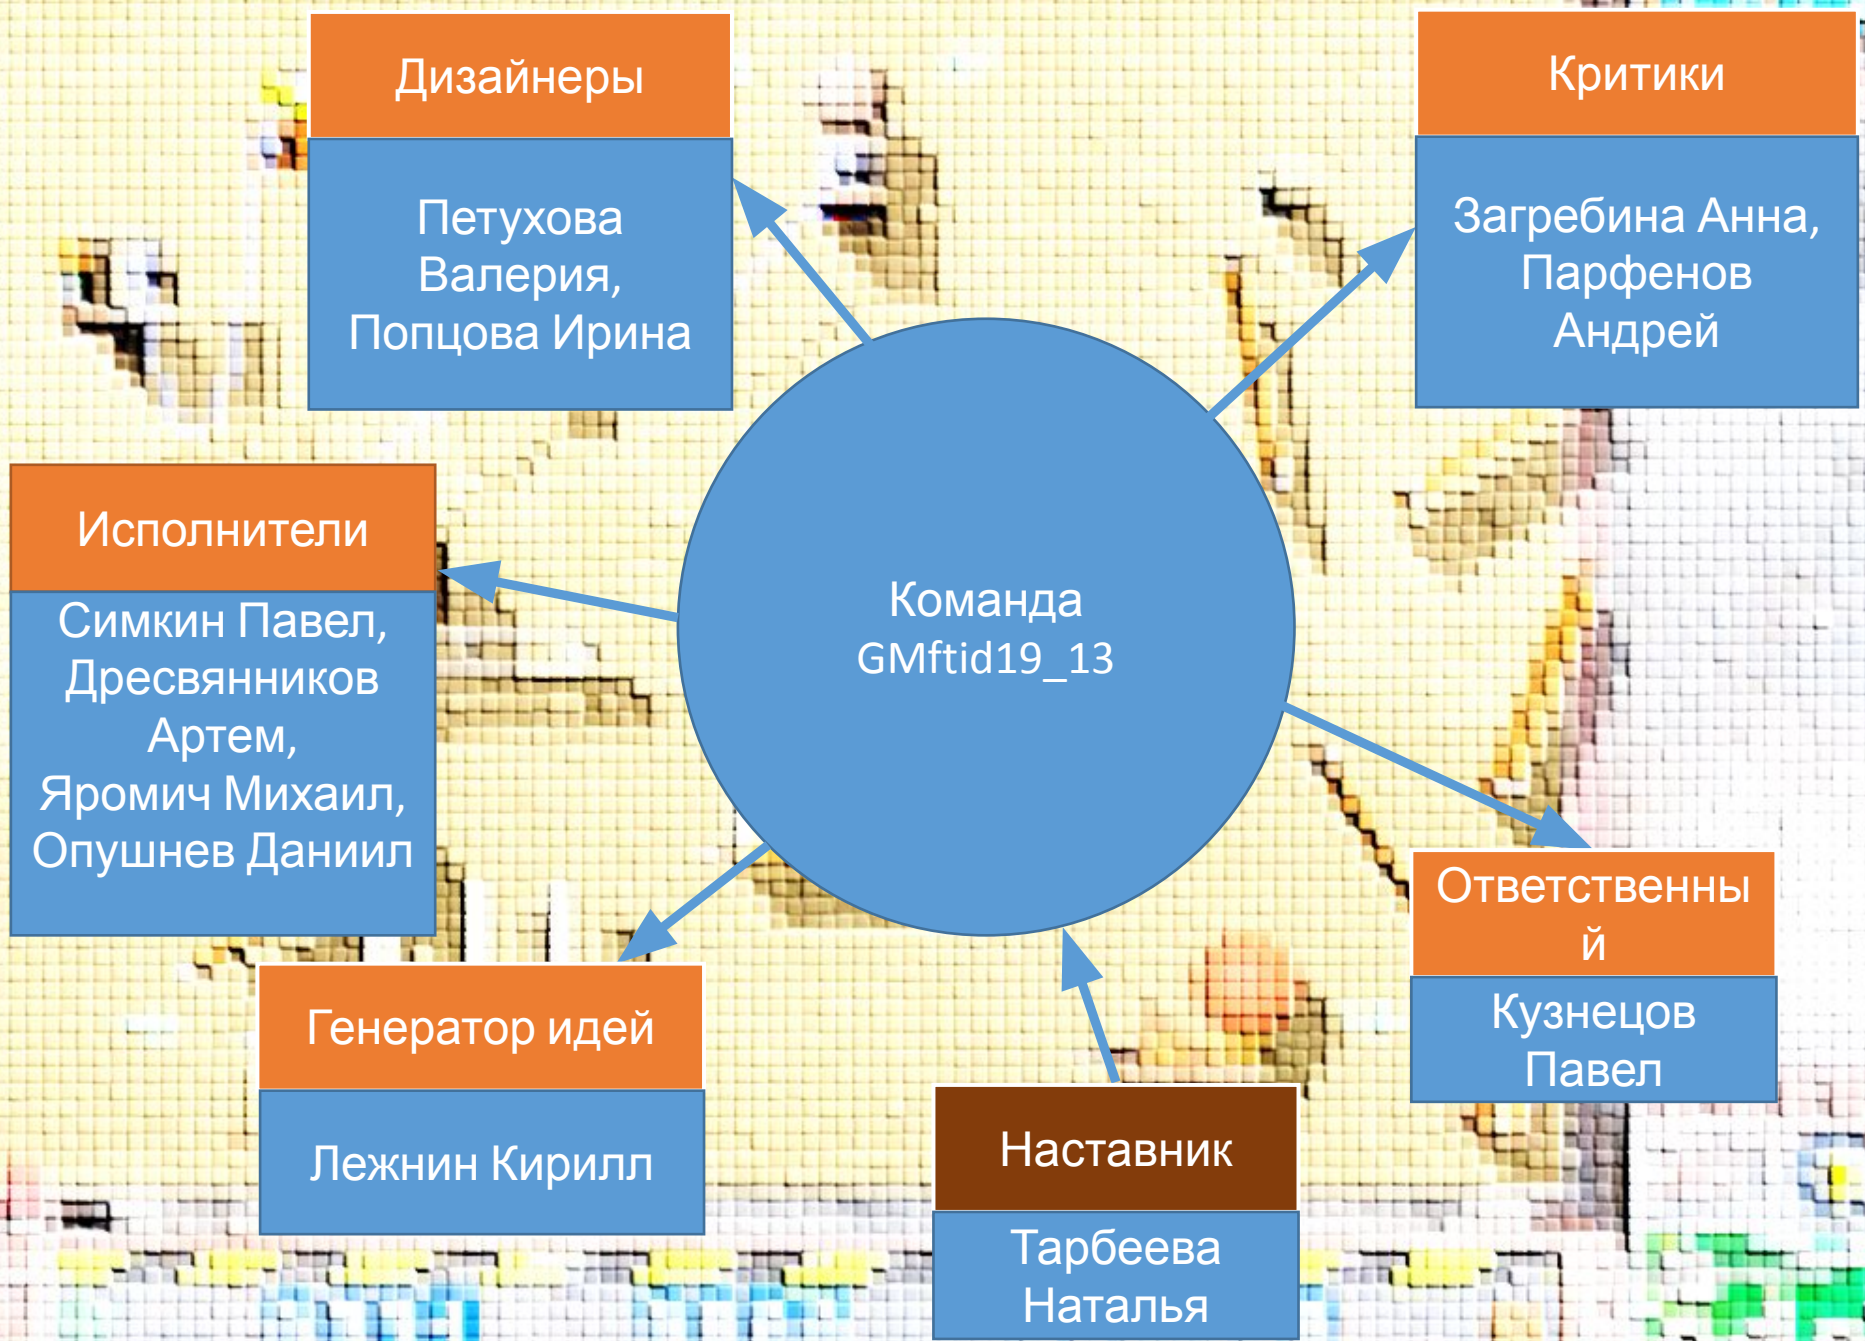 Дизайнеры
Петухова
Валерия,
Попцова Ирина
Критики
Загребина Анна,
Парфенов
Андрей
Исполнители
Симкин Павел,
Дресвянников
Артем,
Яромич Михаил,
Опушнев Даниил
Команда
GMftid19_13
Ответственны
й
Кузнецов
Павел
Генератор идей
Лежнин Кирилл
Наставник
Тарбеева
Наталья